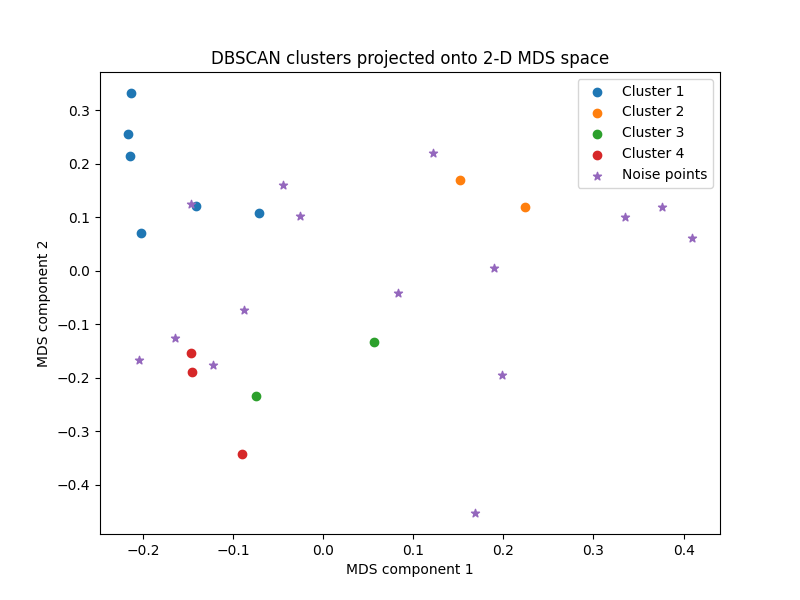 DBSCAN clusters projected onto 2-D MDS space
Cluster 1
Cluster 2
Cluster 3
Cluster 4
Noise points
0.3
0.2
0.1
0.0
−0.1
−0.2
−0.3
−0.4
MDS component 2
−0.2
−0.1
0.0
0.1
0.2
0.3
0.4
MDS component 1